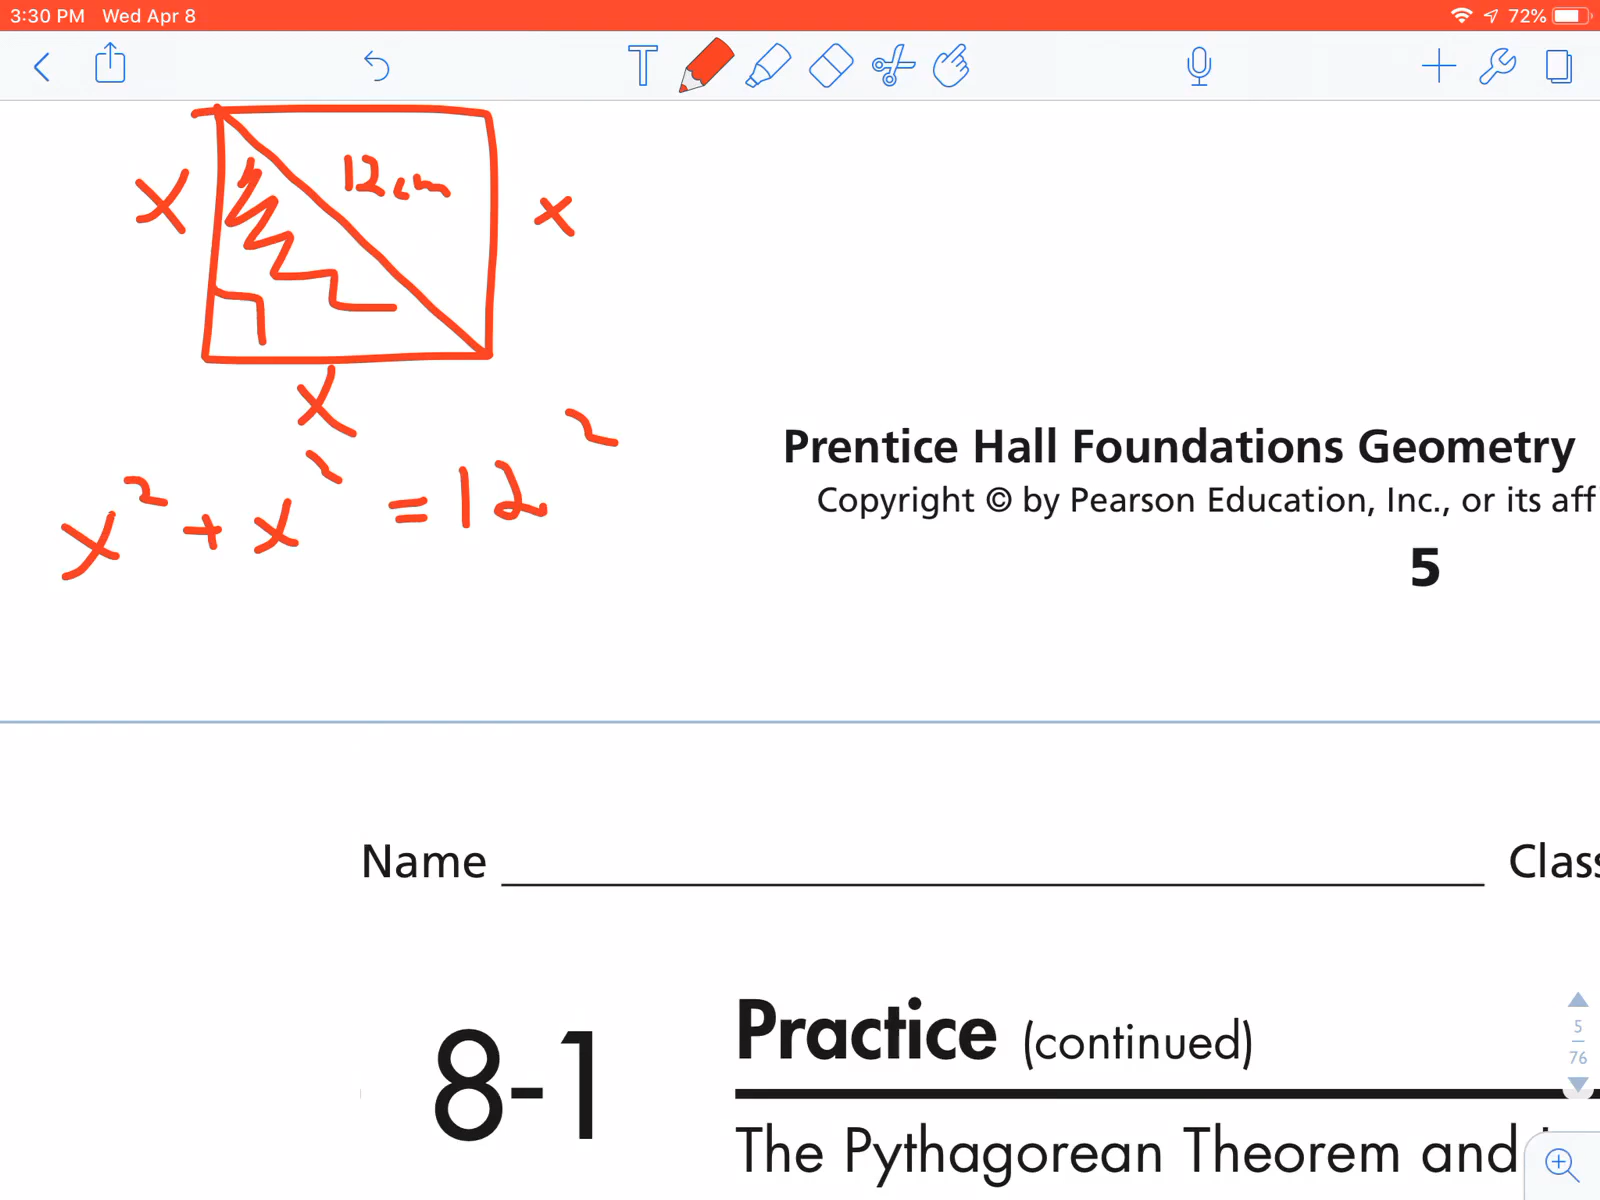 3:30 PM Wed Apr 8 72%
T
12cm
x x
x
x² + x² = 12²
Prentice Hall Foundations Geometry
Copyright © by Pearson Education, Inc., or its aff
5
Name Class
8-1 Practice (continued)
The Pythagorean Theorem and
5
76